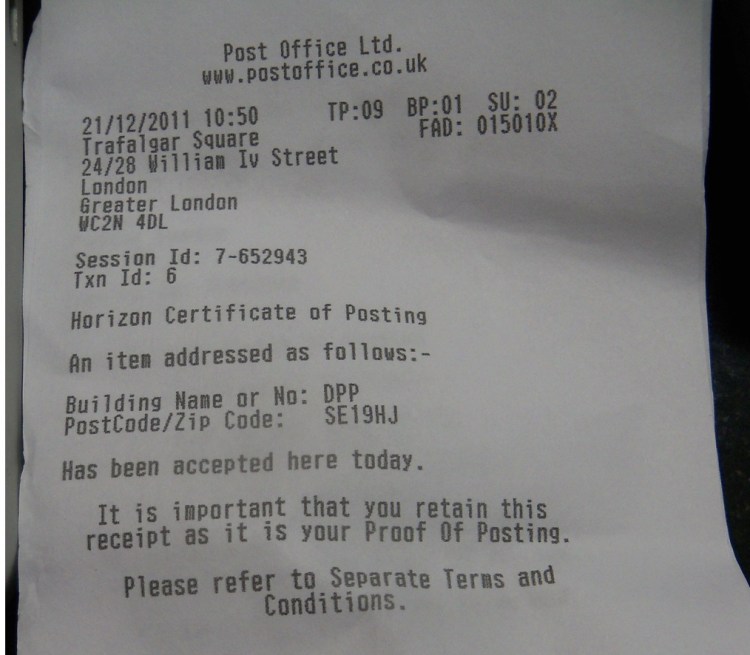 Post Office Ltd.
www.postoffice.co.uk
21/12/2011 10:50 TP:09 BP:01 SU: 02
Trafalgar Square FAD: 015010X
24/28 William Iv Street
London
Greater London
WC2N 4DL
Session Id: 7-652943
Txn Id: 6
Horizon Certificate of Posting
An item addressed as follows:-
Building Name or No: DPP
PostCode/Zip Code: SE19HJ
Has been accepted here today.
It is important that you retain this
receipt as it is your Proof Of Posting.
Please refer to Separate Terms and
Conditions.